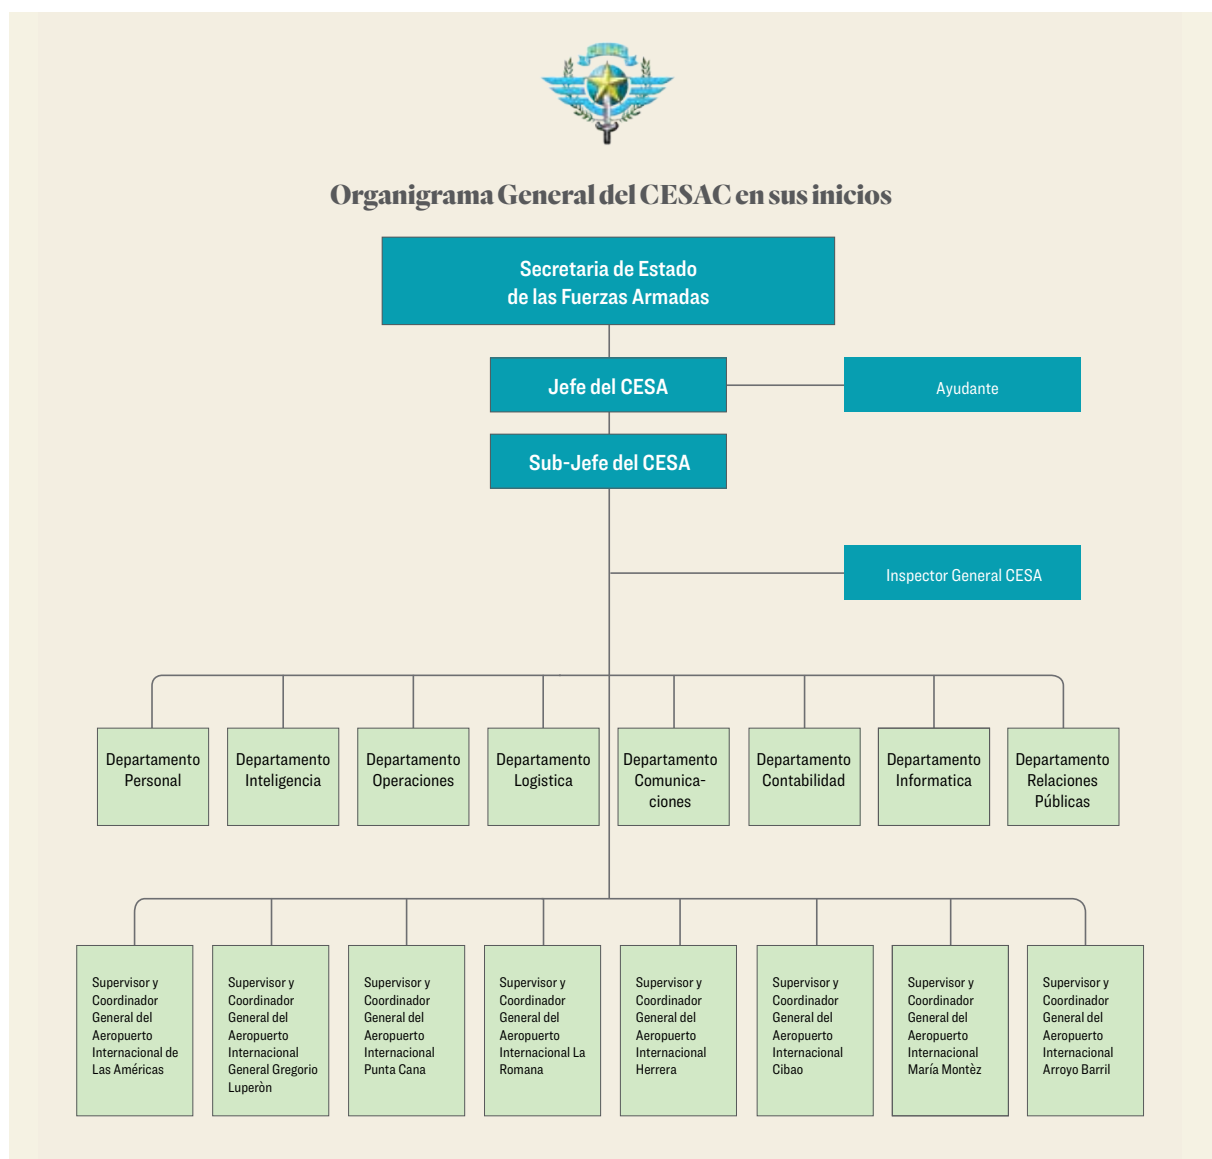 CESAC
Organigrama General del CESAC en sus inicios
Secretaria de Estado
de las Fuerzas Armadas
Jefe del CESA
Ayudante
Sub-Jefe del CESA
Inspector General CESA
Departamento
Personal
Departamento
Inteligencia
Departamento
Operaciones
Departamento
Logistica
Departamento
Comunica-
ciones
Departamento
Contabilidad
Departamento
Informatica
Departamento
Relaciones
Públicas
Supervisor y
Coordinador
General del
Aeropuerto
Internacional de
Las Américas
Supervisor y
Coordinador
General del
Aeropuerto
Internacional
General Gregorio
Luperòn
Supervisor y
Coordinador
General del
Aeropuerto
Internacional
Punta Cana
Supervisor y
Coordinador
General del
Aeropuerto
Internacional La
Romana
Supervisor y
Coordinador
General del
Aeropuerto
Internacional
Herrera
Supervisor y
Coordinador
General del
Aeropuerto
Internacional
Cibao
Supervisor y
Coordinador
General del
Aeropuerto
Internacional
María Montèz
Supervisor y
Coordinador
General del
Aeropuerto
Internacional
Arroyo Barril